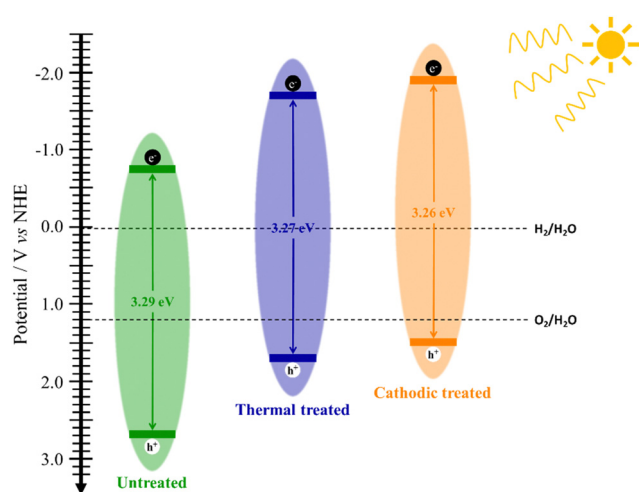 Potential / V vs NHE
-2.0
-1.0
0.0
1.0
2.0
3.0
e-
3.29 eV
h+
Untreated
e-
3.27 eV
h+
Thermal treated
e-
3.26 eV
h+
Cathodic treated
H₂/H₂O
O₂/H₂O